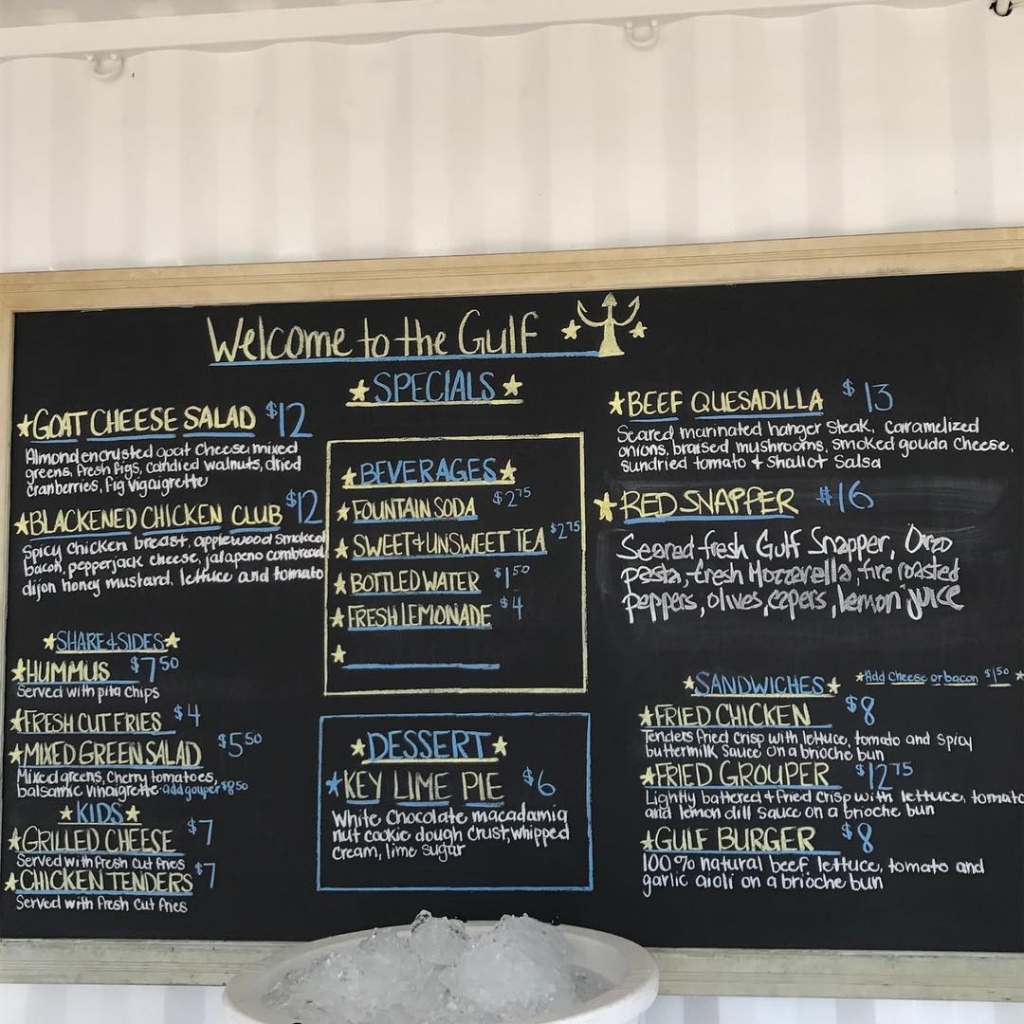 Welcome to the Gulf
SPECIALS
GOAT CHEESE SALAD $12
Almond encrusted goat cheese mixed
greens, fresh figs, candied walnuts, dried
cranberries, fig vigaigrette
BLACKENED CHICKEN CLUB $12
Spicy chicken breast, applewood smoked
bacon, pepperjack cheese, jalapeno cornbread,
dijon honey mustard, lettuce and tomato
SHARE & SIDES
HUMMUS $7.50
Served with pita chips
FRESH CUT FRIES $4
MIXED GREEN SALAD $5.50
Mixed greens, Cherry tomatoes,
balsamic vinaigrette - add gouper $8.50
KIDS
GRILLED CHEESE $7
Served with fresh cut fries
CHICKEN TENDERS $7
Served with fresh cut fries
BEVERAGES
FOUNTAIN SODA $2.75
SWEET & UNSWEET TEA $2.75
BOTTLED WATER $1.50
FRESH LEMONADE $4
DESSERT
KEY LIME PIE $6
White chocolate macadamia
nut cookie dough crust, whipped
cream, lime sugar
BEEF QUESADILLA $13
Seared, marinated hanger steak, caramelized
onions, braised mushrooms, smoked gouda cheese,
sundried tomato & shallot Salsa
RED SNAPPER $16
Seared fresh Gulf Snapper, Orzo
pasta, fresh Mozzerella, fire roasted
peppers, olives, capers, lemon juice
SANDWICHES Add Cheese or bacon $1.50
FRIED CHICKEN $8
Tenders fried crisp with lettuce, tomato and spicy
buttermilk sauce on a brioche bun
FRIED GROUPER $12.75
Lightly battered & fried crisp with lettuce, tomato
and lemon dill sauce on a brioche bun
GULF BURGER $8
100% natural beef, lettuce, tomato and
garlic aioli on a brioche bun